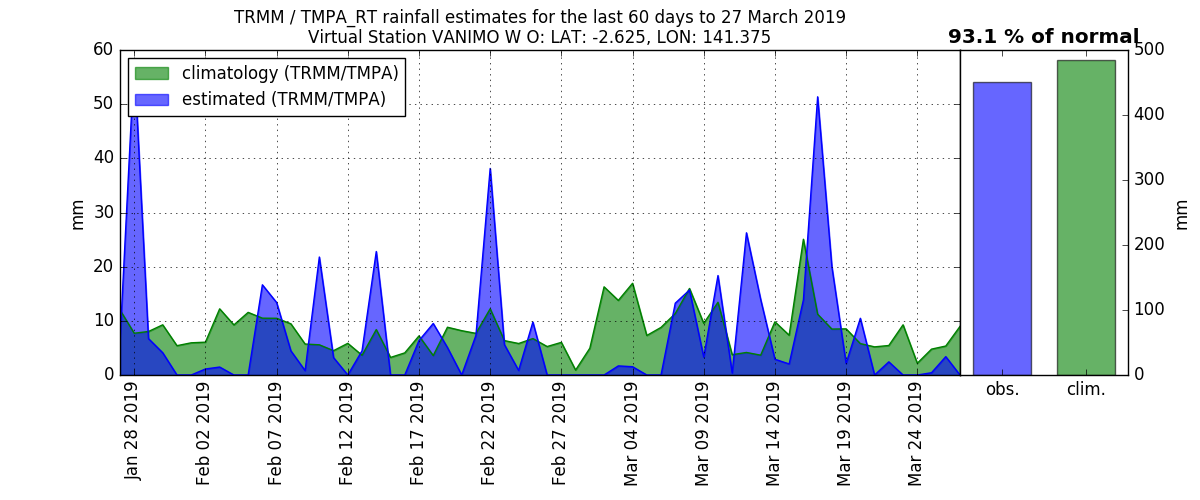 TRMM / TMPA_RT rainfall estimates for the last 60 days to 27 March 2019
Virtual Station VANIMO W O: LAT: -2.625, LON: 141.375
93.1 % of normal
climatology (TRMM/TMPA)
estimated (TRMM/TMPA)
60
50
40
30
20
10
0
mm
Jan 28 2019
Feb 02 2019
Feb 07 2019
Feb 12 2019
Feb 17 2019
Feb 22 2019
Feb 27 2019
Mar 04 2019
Mar 09 2019
Mar 14 2019
Mar 19 2019
Mar 24 2019
500
400
300
200
100
0
mm
obs.
clim.